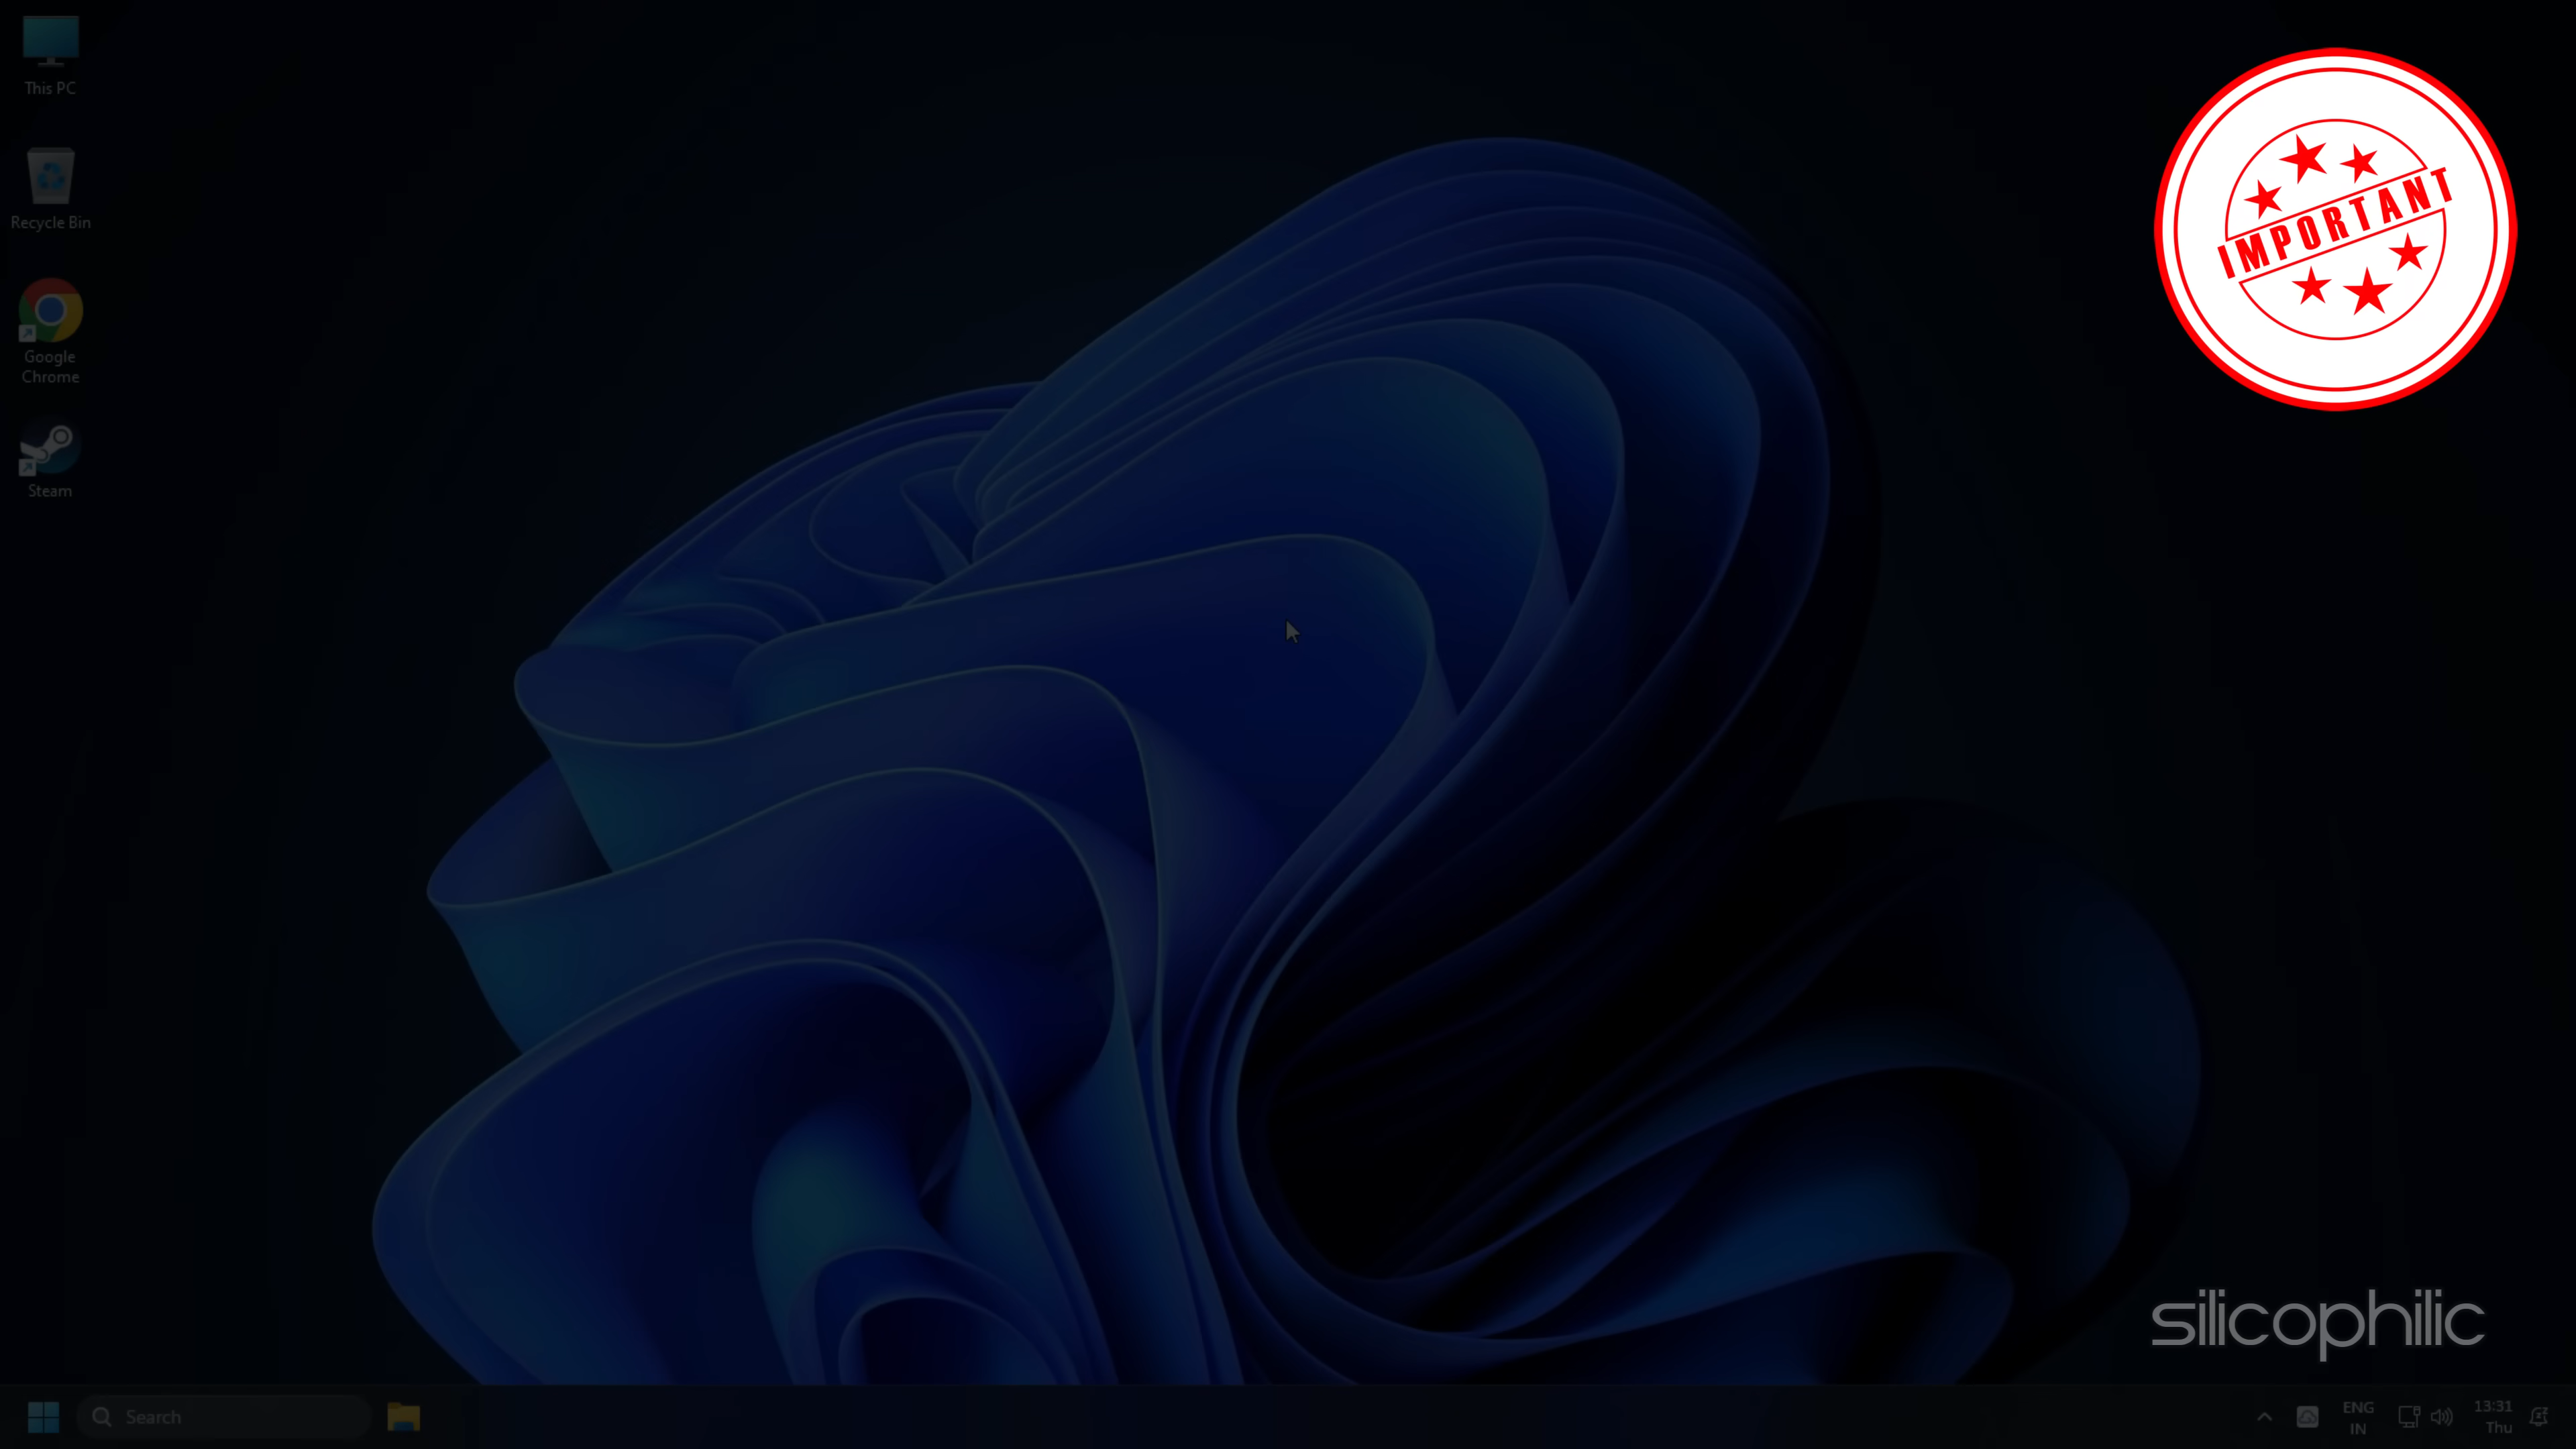 This PC
Recycle Bin
Google
Chrome
Steam
IMPORTANT
silicophilic
Search
ENG
IN
13:31
Thu